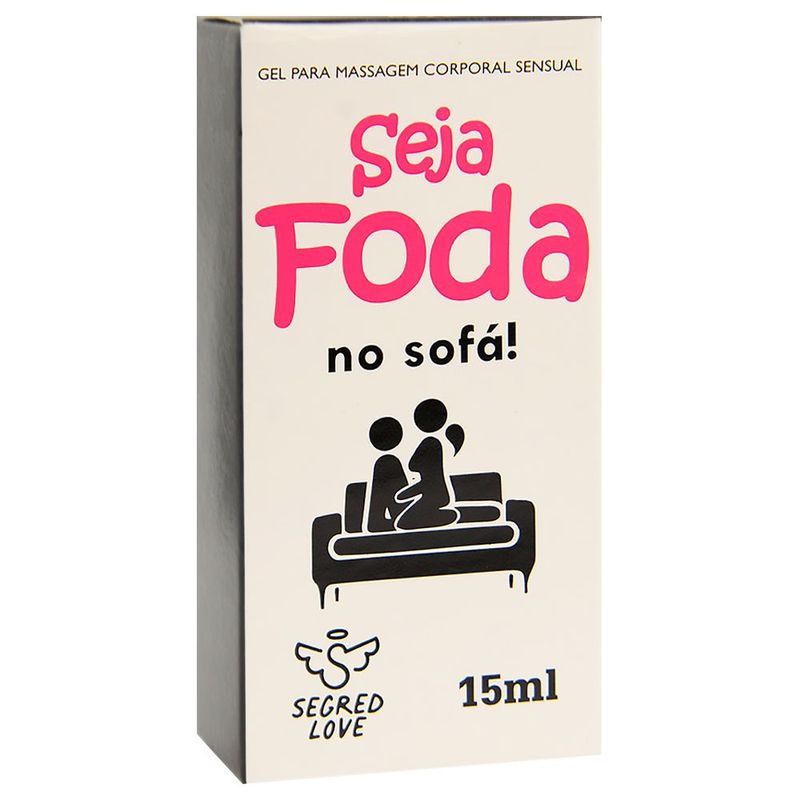 GEL PARA MASSAGEM CORPORAL SENSUAL
Seja
Foda
no sofá!
SEGRED
LOVE
15ml